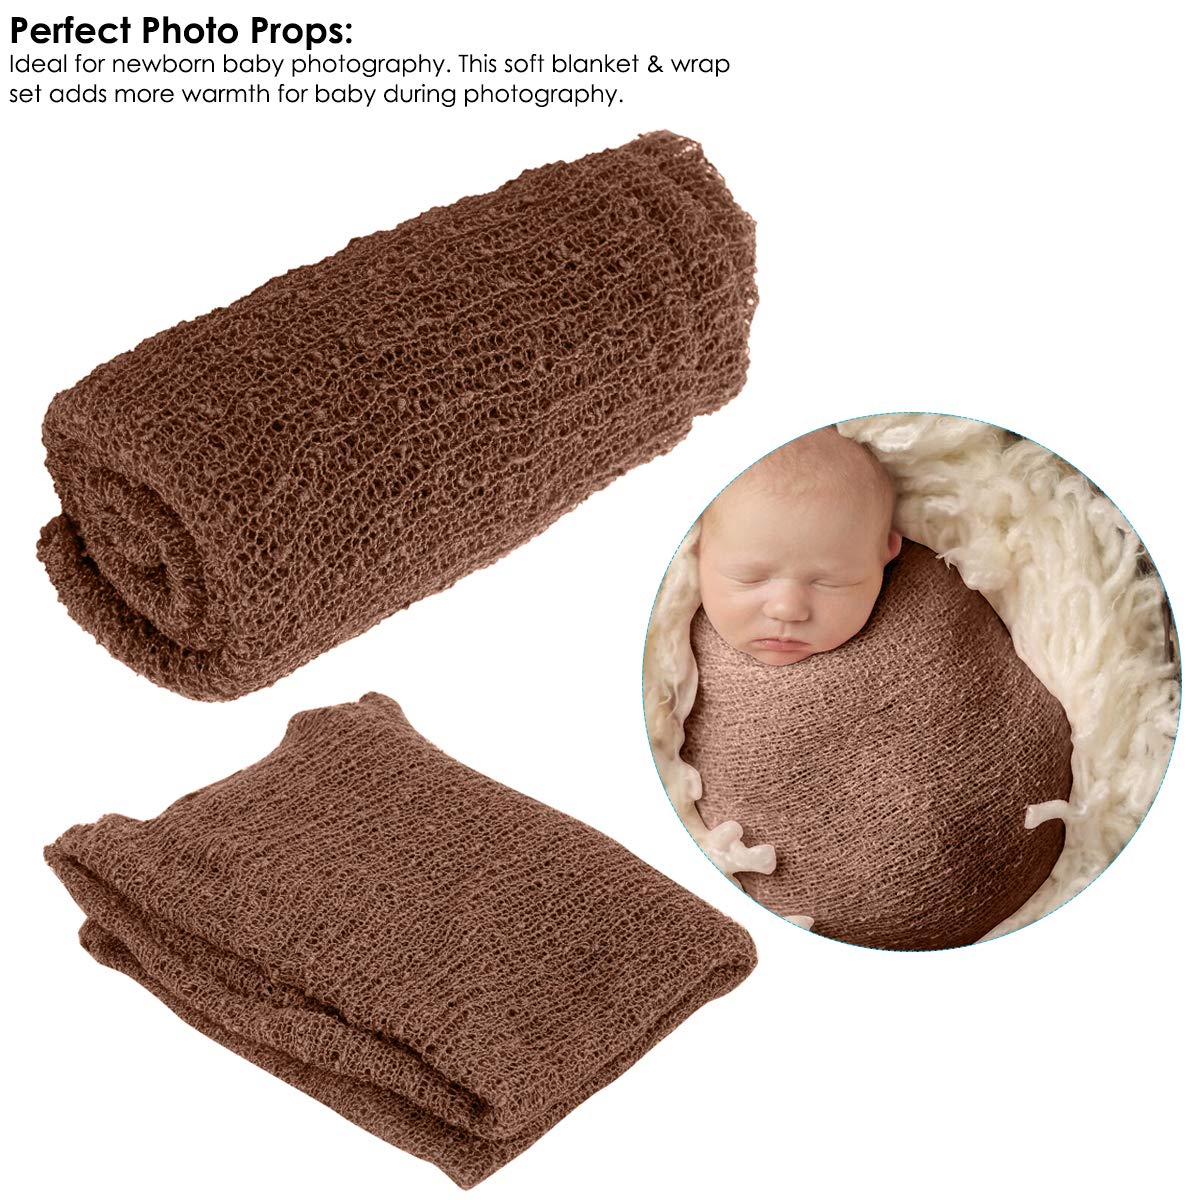 Perfect Photo Props:
Ideal for newborn baby photography. This soft blanket & wrap
set adds more warmth for baby during photography.